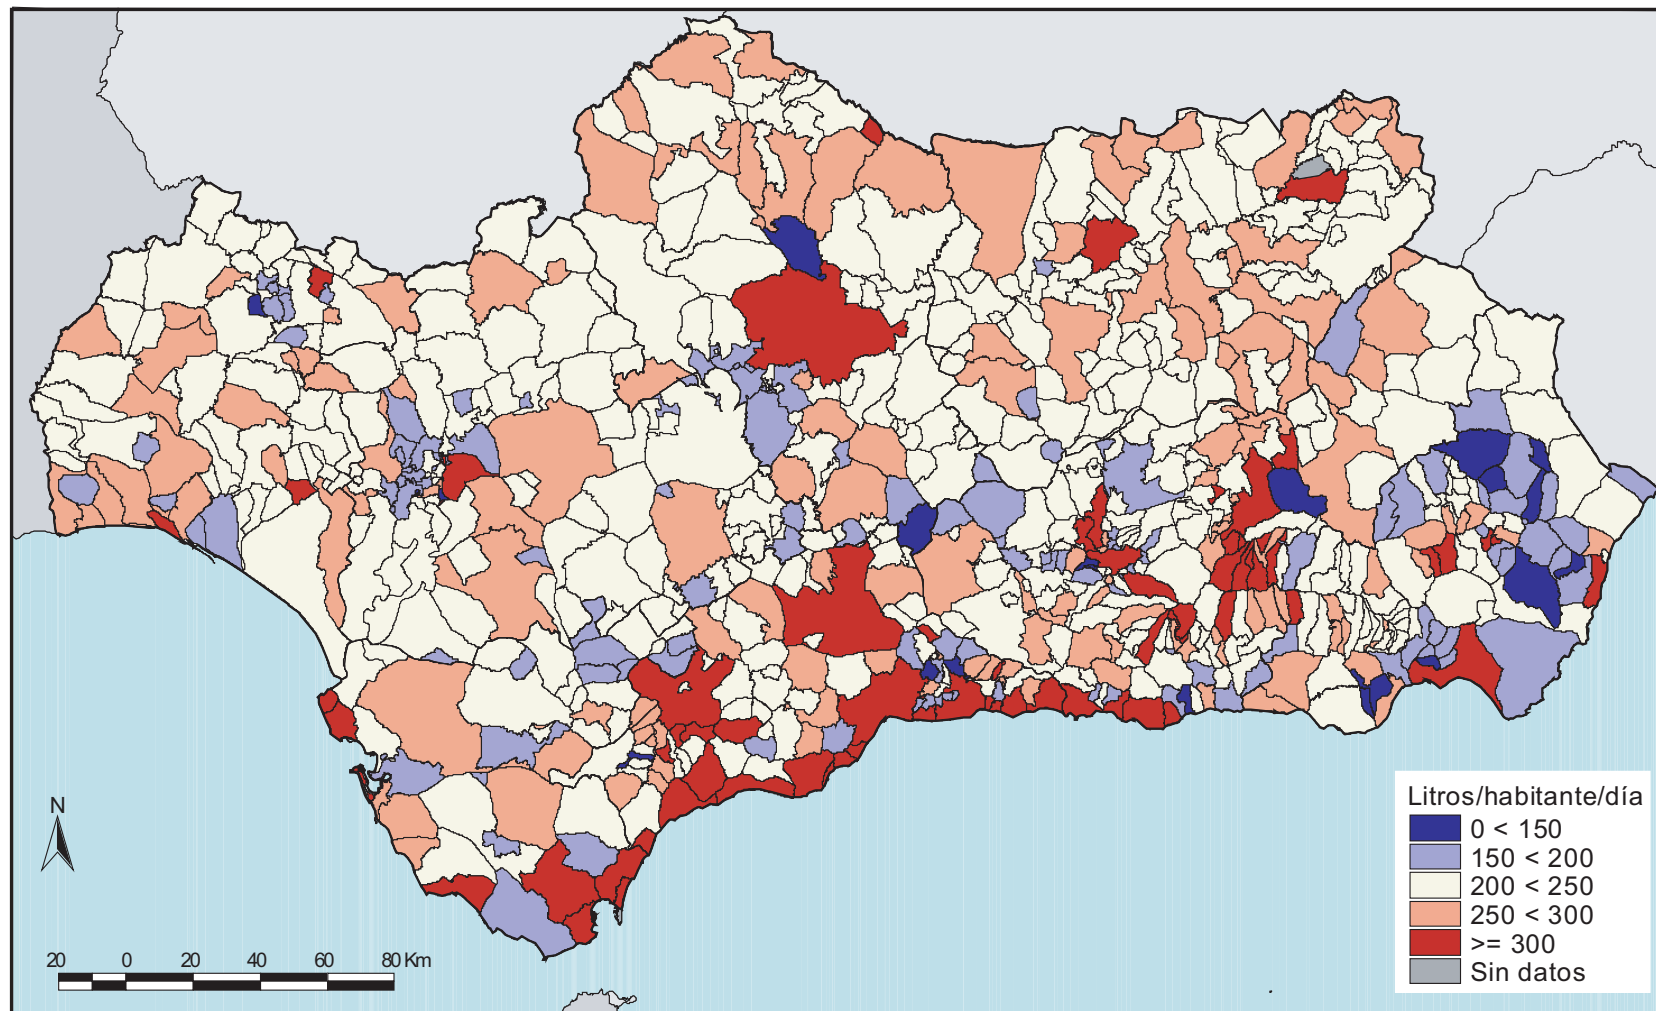 Litros/habitante/día
0 < 150
150 < 200
200 < 250
250 < 300
>= 300
Sin datos
N
20 0 20 40 60 80 Km